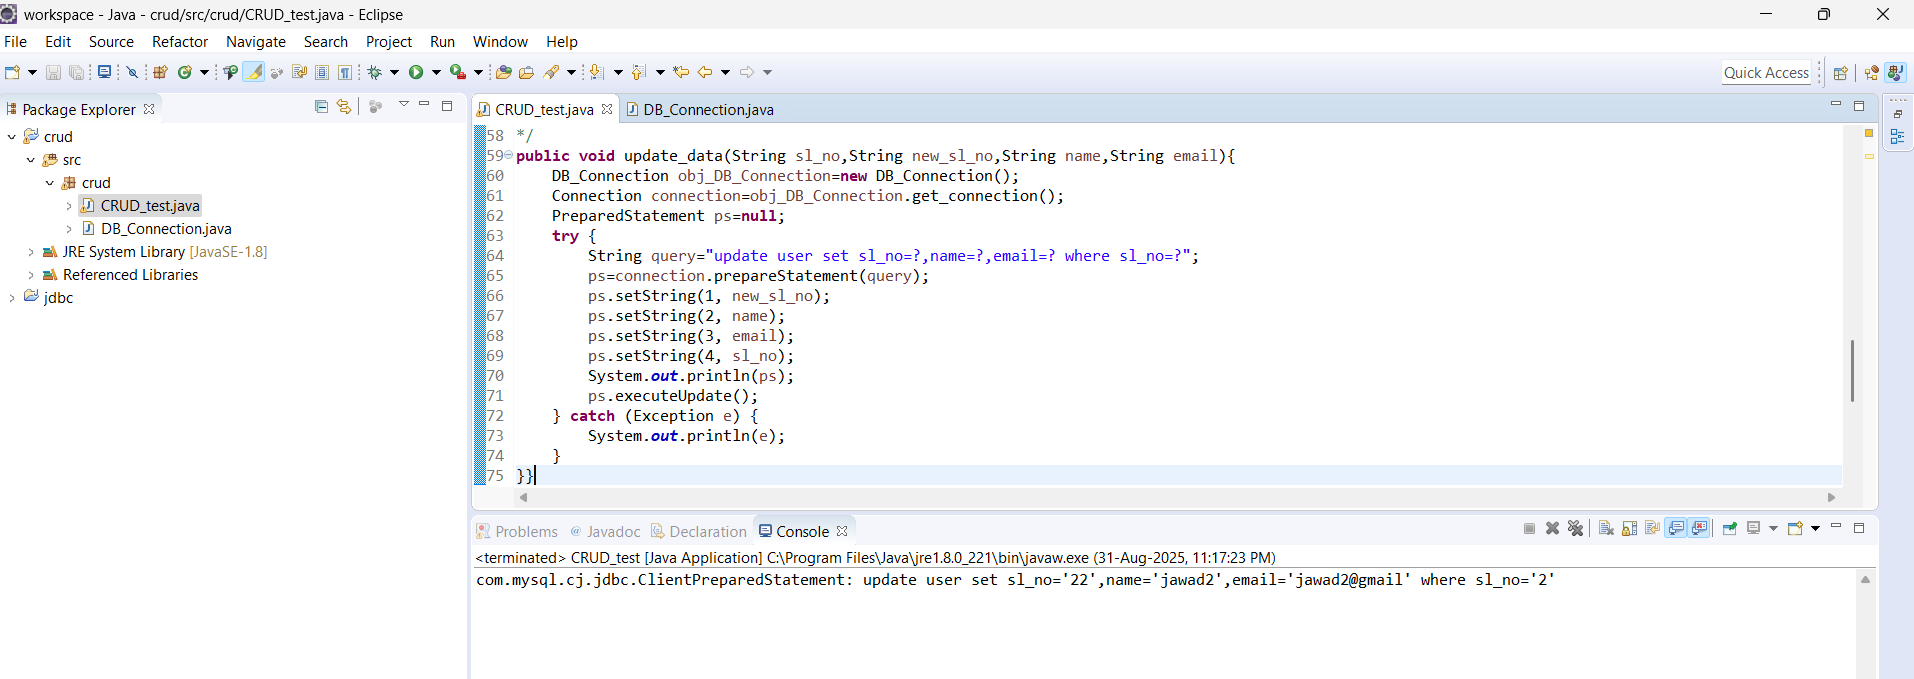 workspace - Java - crud/src/crud/CRUD_test.java - Eclipse
File Edit Source Refactor Navigate Search Project Run Window Help
Quick Access
Package Explorer
crud
src
crud
CRUD_test.java
DB_Connection.java
JRE System Library [JavaSE-1.8]
Referenced Libraries
jdbc
CRUD_test.java DB_Connection.java
58 */
59 public void update_data(String sl_no,String new_sl_no,String name,String email){
60     DB_Connection obj_DB_Connection=new DB_Connection();
61     Connection connection=obj_DB_Connection.get_connection();
62     PreparedStatement ps=null;
63     try {
64         String query="update user set sl_no=?,name=?,email=? where sl_no=?";
65         ps=connection.prepareStatement(query);
66         ps.setString(1, new_sl_no);
67         ps.setString(2, name);
68         ps.setString(3, email);
69         ps.setString(4, sl_no);
70         System.out.println(ps);
71         ps.executeUpdate();
72     } catch (Exception e) {
73         System.out.println(e);
74     }
75 }}
Problems @ Javadoc Declaration Console
<terminated> CRUD_test [Java Application] C:\Program Files\Java\jre1.8.0_221\bin\javaw.exe (31-Aug-2025, 11:17:23 PM)
com.mysql.cj.jdbc.ClientPreparedStatement: update user set sl_no='22',name='jawad2',email='jawad2@gmail' where sl_no='2'